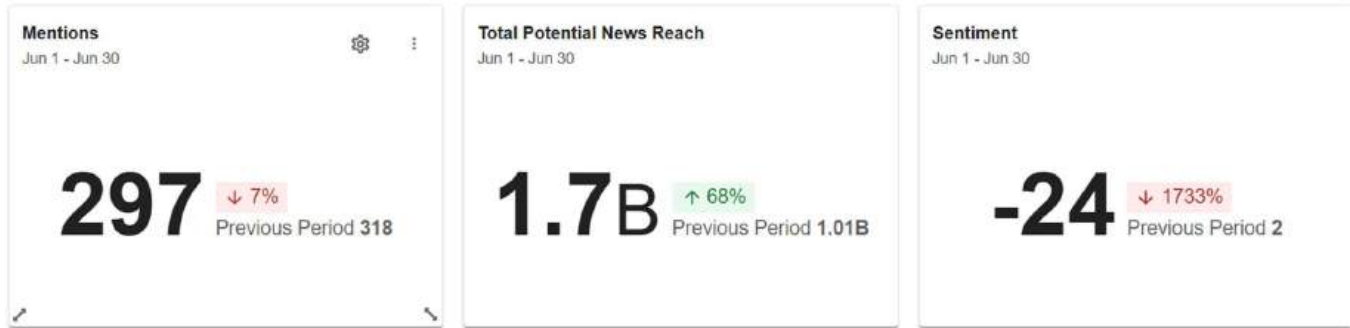 Mentions
Jun 1 - Jun 30
297
↓ 7%
Previous Period 318
Total Potential News Reach
Jun 1 - Jun 30
1.7B
↑ 68%
Previous Period 1.01B
Sentiment
Jun 1 - Jun 30
-24
↓ 1733%
Previous Period 2